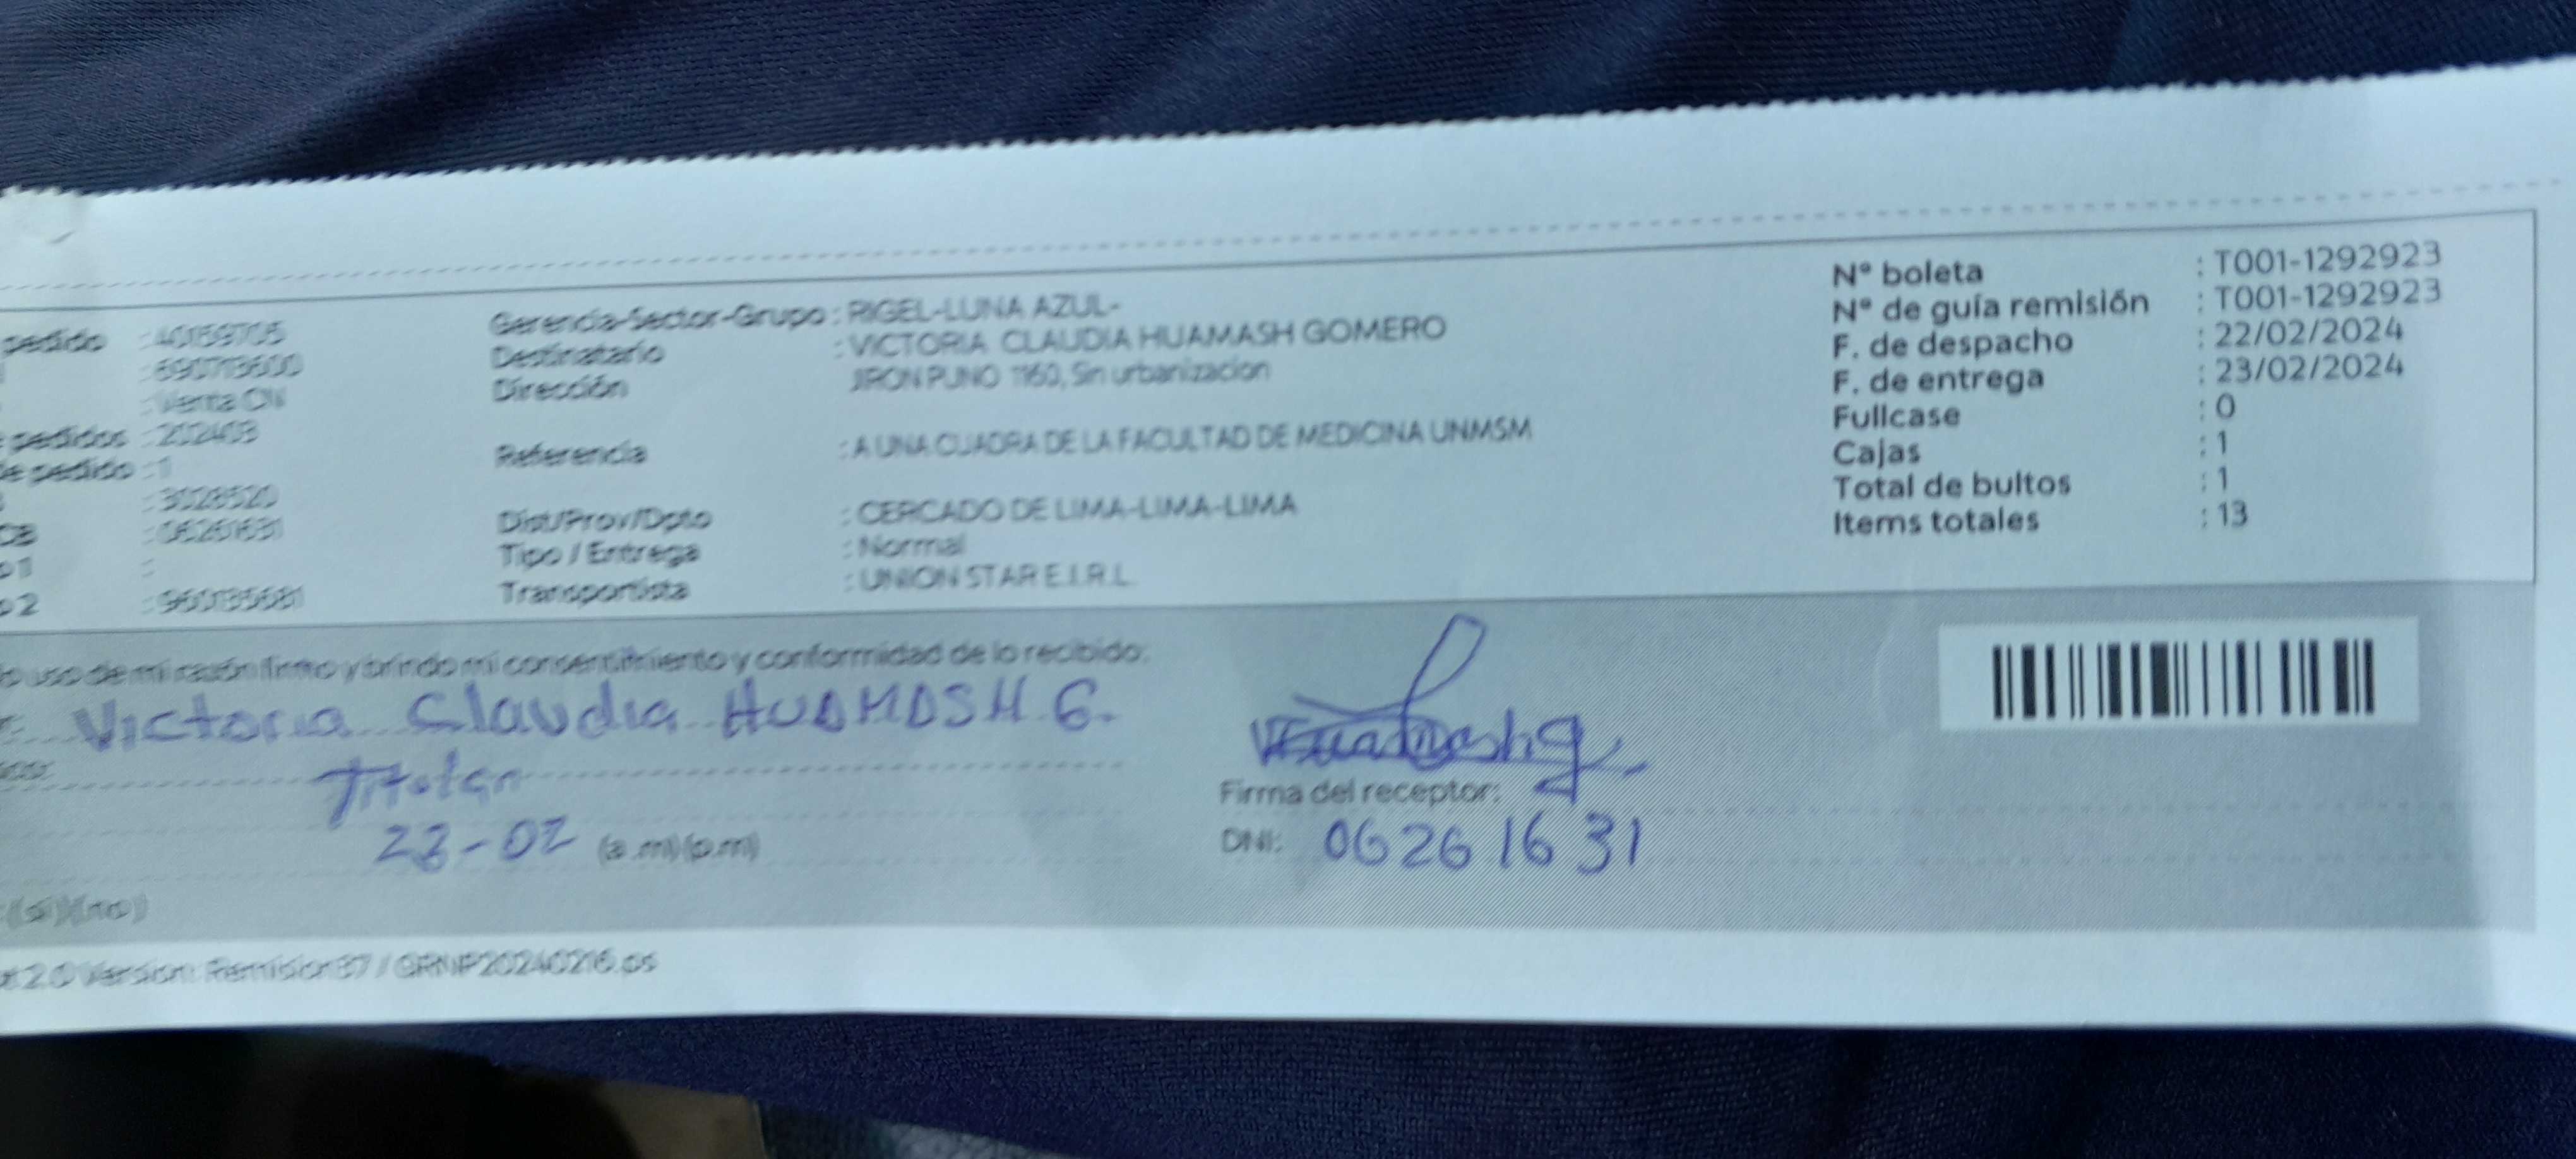 pedido : 40159705
: 690713600
: Venta CN
pedidos : 202403
de pedido : 1
: 3028520
: 06261631
o1 :
o2 : 960135681
Gerencia-Sector-Grupo : RIGEL-LUNA AZUL-
Destinatario : VICTORIA CLAUDIA HUAMASH GOMERO
Dirección JIRON PUNO 1160, Sin urbanizacion
Referencia : A UNA CUADRA DE LA FACULTAD DE MEDICINA UNMSM
Dist/Prov/Dpto : CERCADO DE LIMA-LIMA-LIMA
Tipo / Entrega : Normal
Transportista : UNION STAR E.I.R.L.
N° boleta : T001-1292923
N° de guía remisión : T001-1292923
F. de despacho : 22/02/2024
F. de entrega : 23/02/2024
Fullcase : 0
Cajas : 1
Total de bultos : 1
Items totales : 13
uso de mi razón firmo y brindo mi consentimiento y conformidad de lo recibido:
Victoria Claudia HUAMASH G.
Titular
23-02 (a.m)(p.m)
(si)(no)
Firma del receptor:
DNI: 06261631
2.0 Version: Remision37 / GRNP20240216.ps